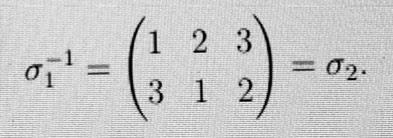 σ₁⁻¹ = (1 2 3
3 1 2) = σ₂.